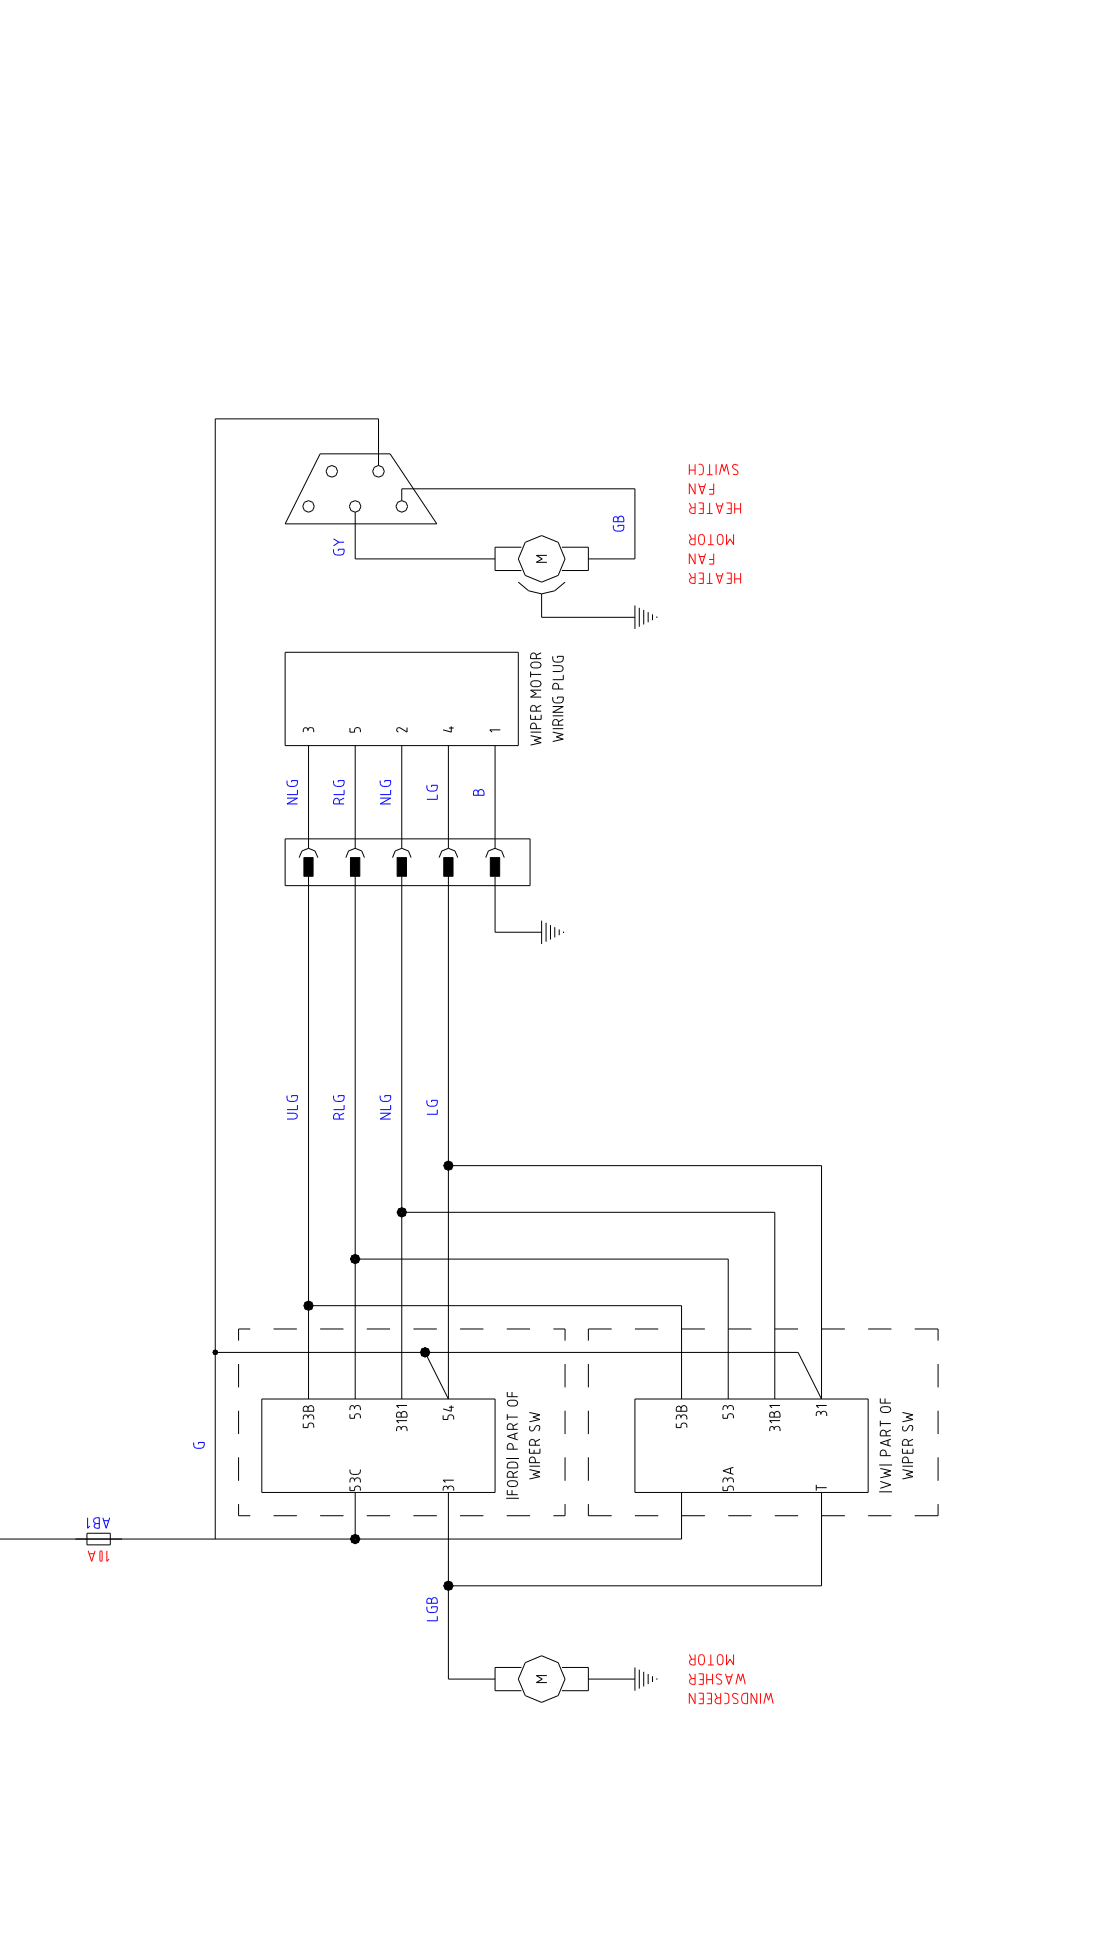 HEATER
FAN
SWITCH
GY
GB
M
HEATER
FAN
MOTOR
3
5
2
4
1
WIPER MOTOR
WIRING PLUG
NLG
RLG
NLG
LG
B
ULG
RLG
NLG
LG
53B
53
31B1
54
53C
31
|FORD| PART OF
WIPER SW
53B
53
31B1
31
53A
T
|VW| PART OF
WIPER SW
G
AB1
10A
LGB
M
WINDSCREEN
WASHER
MOTOR